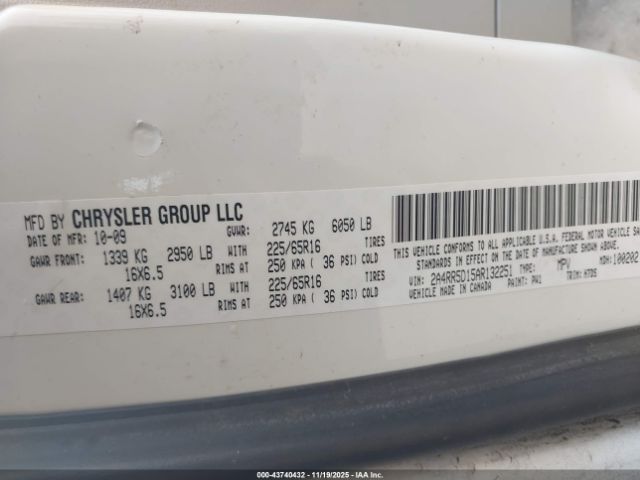 MFD BY CHRYSLER GROUP LLC
DATE OF MFR: 10-09 GVWR: 2745 KG 6050 LB
GAWR FRONT: 1339 KG 2950 LB WITH 225/65R16 TIRES
16X6.5 RIMS AT 250 KPA ( 36 PSI) COLD
GAWR REAR: 1407 KG 3100 LB WITH 225/65R16 TIRES
16X6.5 RIMS AT 250 KPA ( 36 PSI) COLD
THIS VEHICLE CONFORMS TO ALL APPLICABLE U.S.A. FEDERAL MOTOR VEHICLE SA
STANDARDS IN EFFECT ON THE DATE OF MANUFACTURE SHOWN ABOVE.
VIN: 2A4RR5D15AR132251 TYPE: MPV MDH: 100202
VEHICLE MADE IN CANADA PAINT: PW1 TRIM: HTDS
000-43740432 - 11/19/2025 - IAA Inc.